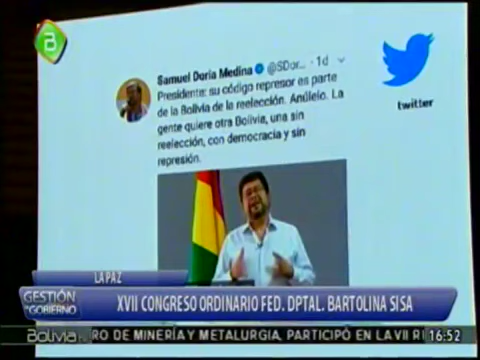 Samuel Doria Medina @SDor... · 1d
Presidente: su código represor es parte
de la Bolivia de la reelección. Anúlelo. La
gente quiere otra Bolivia, una sin
reelección, con democracia y sin
represión.
twitter
LA PAZ
GESTIÓN
DE GOBIERNO
XVII CONGRESO ORDINARIO FED. DPTAL. BARTOLINA SISA
Bolivia
RO DE MINERÍA Y METALURGIA, PARTICIPÓ EN LA VII RI
16:52